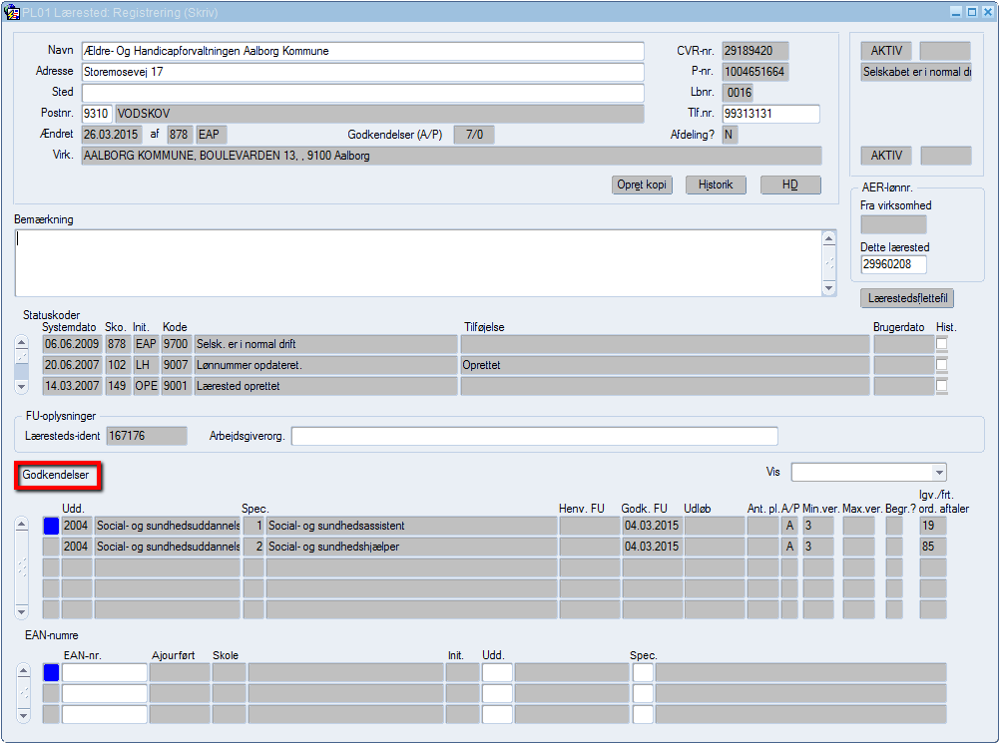 PL01 Lærested: Registrering (Skriv)
Navn Ældre- Og Handicapforvaltningen Aalborg Kommune CVR-nr. 29189420 AKTIV
Adresse Storemosevej 17 P-nr. 1004651664 Selskabet er i normal dri
Sted Lbnr. 0016
Postnr. 9310 VODSKOV Tlf.nr. 99313131
Ændret 26.03.2015 af 878 EAP Godkendelser (A/P) 7/0 Afdeling? N
Virk. AALBORG KOMMUNE, BOULEVARDEN 13, , 9100 Aalborg AKTIV
Opret kopi Historik HD
AER-lønnr.
Fra virksomhed
Dette lærested
29960208
Lærestedsflettefil
Bemærkning
Statuskoder
Systemdato Sko. Init. Kode Tilføjelse Brugerdato Hist.
06.06.2009 878 EAP 9700 Selsk. er i normal drift
20.06.2007 102 LH 9007 Lønnummer opdateret. Oprettet
14.03.2007 149 OPE 9001 Lærested oprettet
FU-oplysninger
Læresteds-ident 167176 Arbejdsgiverorg.
Godkendelser Vis
Igv./frt.
Udd. Spec. Henv. FU Godk. FU Udløb Ant. pl. A/P Min.ver. Max.ver. Begr.? ord. aftaler
2004 Social- og sundhedsuddannels 1 Social- og sundhedsassistent 04.03.2015 A 3 19
2004 Social- og sundhedsuddannels 2 Social- og sundhedshjælper 04.03.2015 A 3 85
EAN-numre
EAN-nr. Ajourført Skole Init. Udd. Spec.